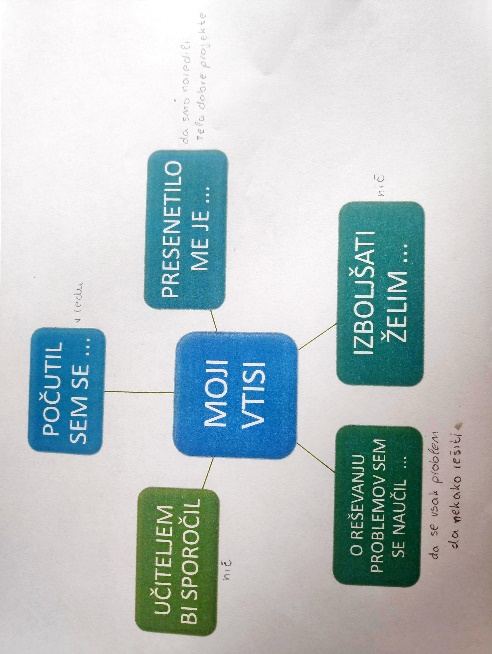 MOJI
VTISI
POČUTIL
SEM SE ...
v redu
PRESENETILO
ME JE ...
da smo naredili
zelo dobre projekte
IZBOLJŠATI
ŽELIM ...
nič
O REŠEVANJU
PROBLEMOV SEM
SE NAUČIL ...
da se vsak problem
da nekako rešiti
UČITELJEM
BI SPOROČIL
nič